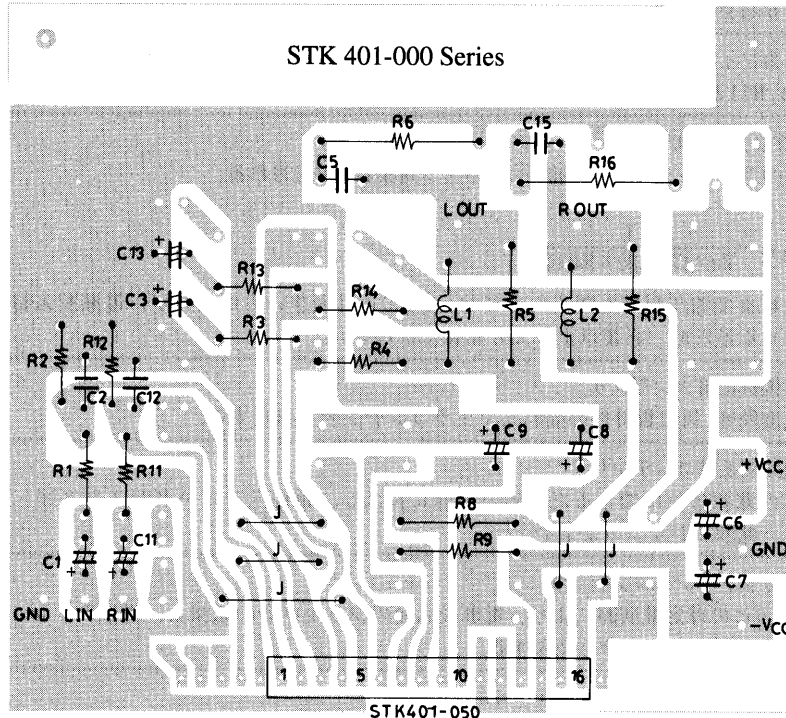 STK 401-000 Series
R6
C15
C5
R16
L OUT
R OUT
C13
+
R13
C3
+
R14
R3
L1
R5
L2
R15
R2
R12
R4
C2
C12
+
C9
C8
+
R1
R11
+VCC
J
R8
+
C6
C1
+
C11
+
J
R9
J
J
GND
+
C7
J
GND
LIN
RIN
-VCC
1
5
10
16
STK401-050